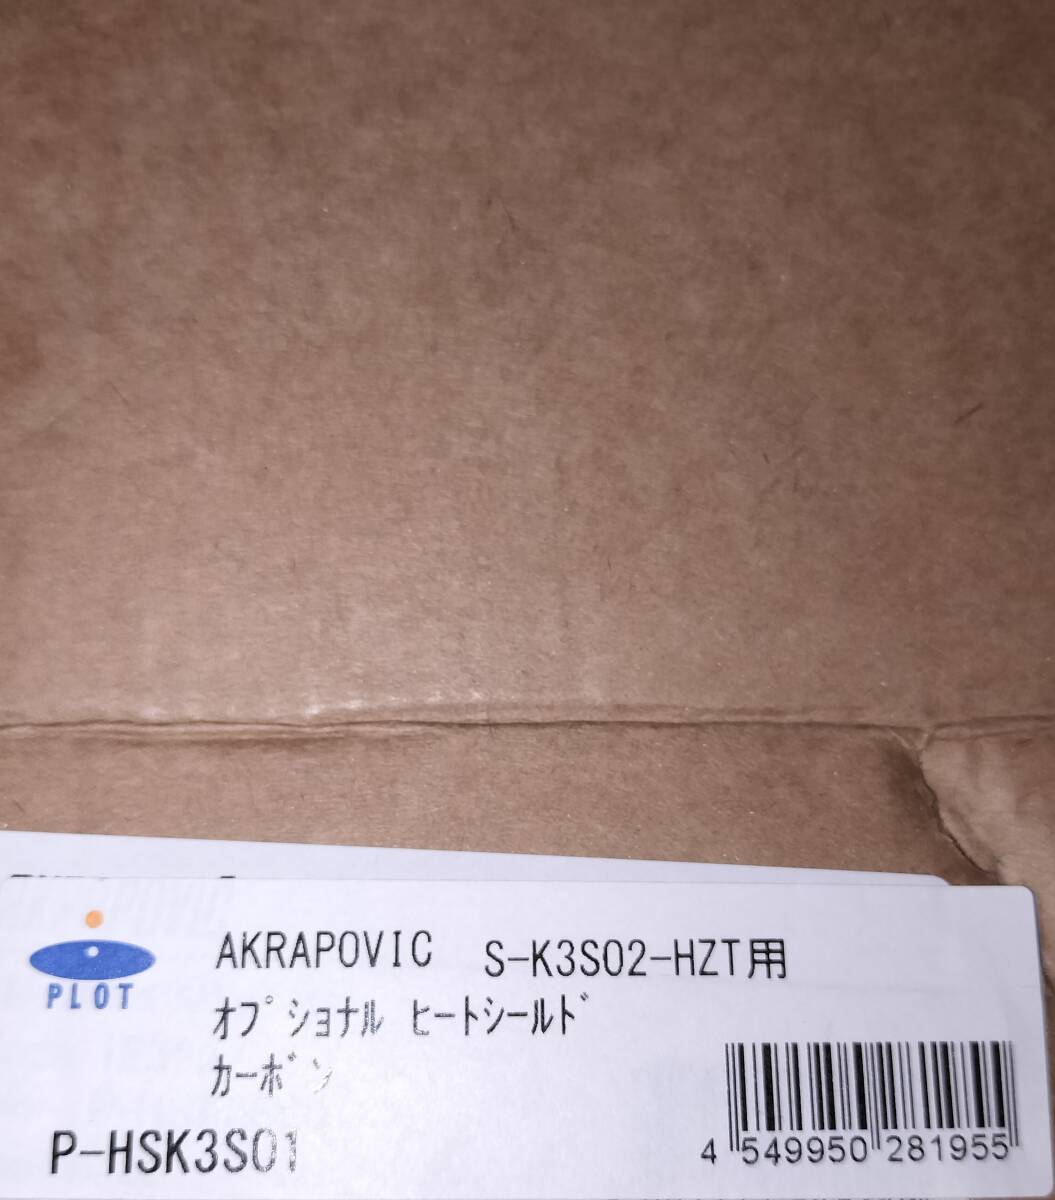 PLOT
AKRAPOVIC S-K3S02-HZT用
ｵﾌﾟｼｮﾅﾙ ﾋｰﾄｼｰﾙﾄﾞ
ｶｰﾎﾞﾝ
P-HSK3S01
4 549950 281955